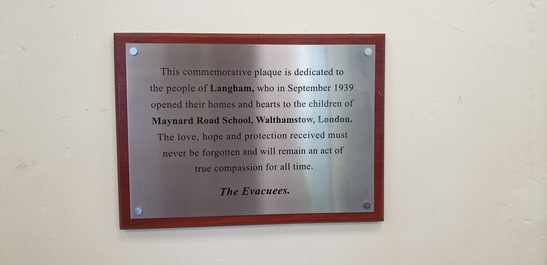 This commemorative plaque is dedicated to
the people of Langham, who in September 1939
opened their homes and hearts to the children of
Maynard Road School, Walthamstow, London.
The love, hope and protection received must
never be forgotten and will remain an act of
true compassion for all time.
The Evacuees.